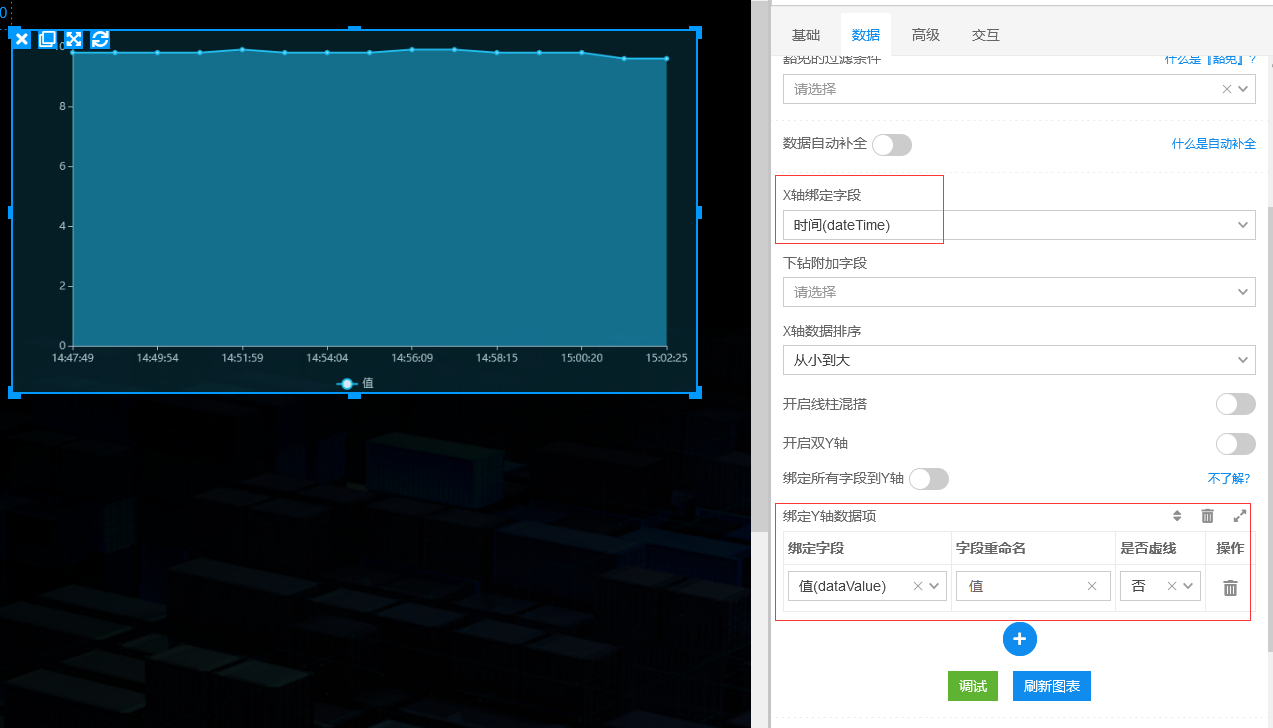 0
基础 数据 高级 交互
豁免的过滤条件 什么是『豁免』?
请选择
数据自动补全 什么是自动补全
X轴绑定字段
时间(dateTime)
下钻附加字段
请选择
X轴数据排序
从小到大
开启线柱混搭
开启双Y轴
绑定所有字段到Y轴 不了解?
绑定Y轴数据项
绑定字段 字段重命名 是否虚线 操作
值(dataValue) 值 否
调试 刷新图表
0
8
6
4
2
0
14:47:49 14:49:54 14:51:59 14:54:04 14:56:09 14:58:15 15:00:20 15:02:25
值